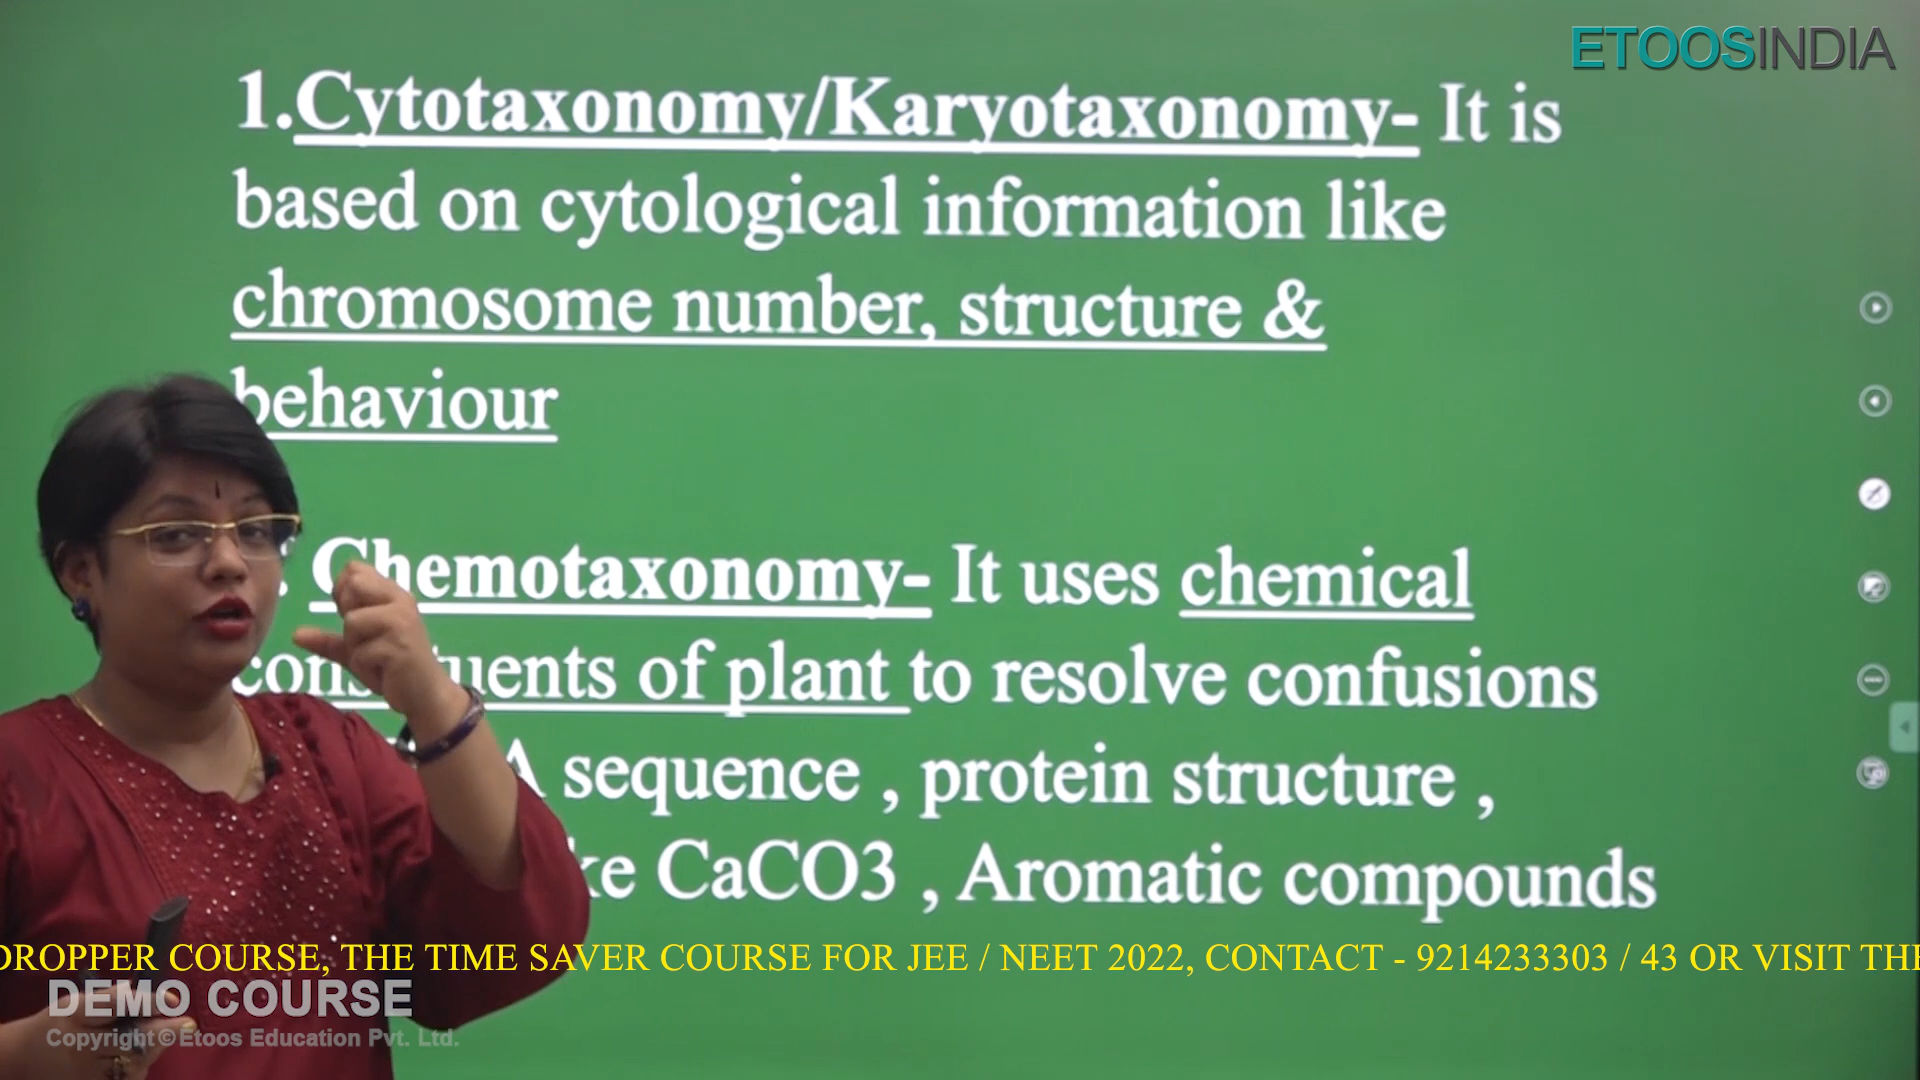 ETOOSINDIA
1.Cytotaxonomy/Karyotaxonomy- It is
based on cytological information like
chromosome number, structure &
behaviour
Chemotaxonomy- It uses chemical
constituents of plant to resolve confusions
sequence , protein structure ,
CaCO3 , Aromatic compounds
DROPPER COURSE, THE TIME SAVER COURSE FOR JEE / NEET 2022, CONTACT - 9214233303 / 43 OR VISIT THE
DEMO COURSE
Copyright © Etoos Education Pvt. Ltd.